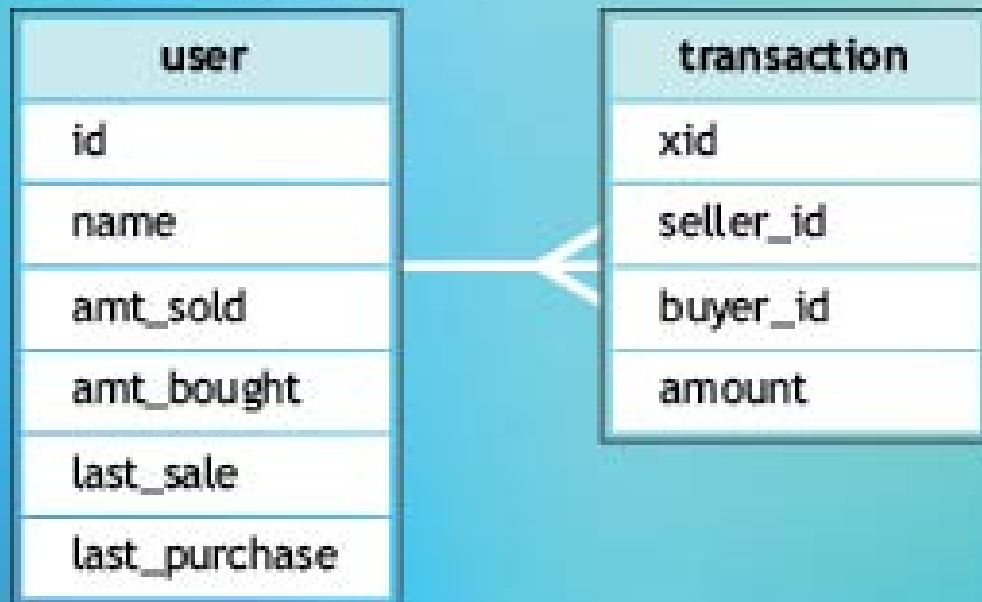 user
id
name
amt_sold
amt_bought
last_sale
last_purchase
transaction
xid
seller_id
buyer_id
amount